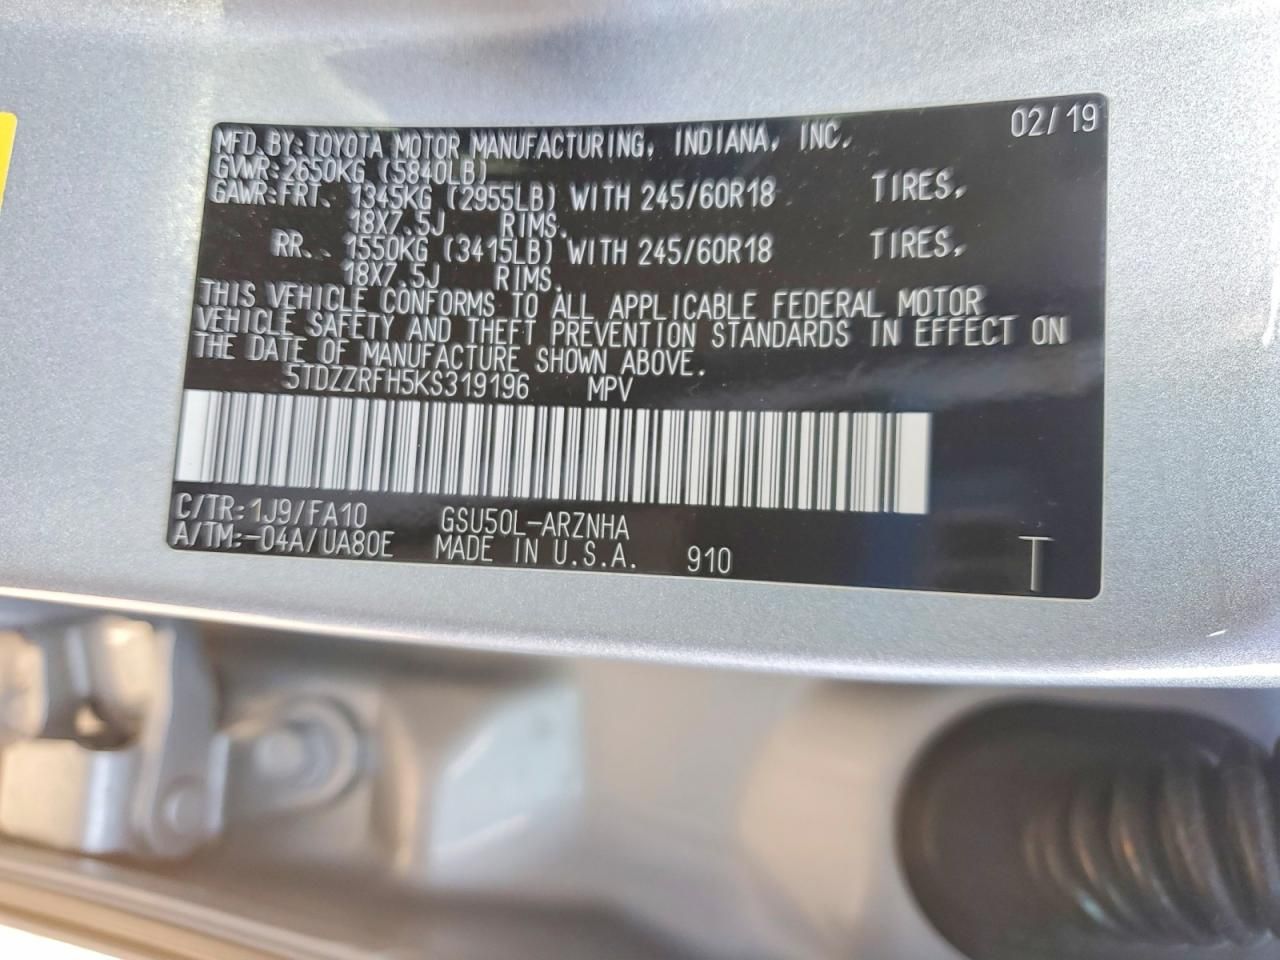 02/19
MFD.BY:TOYOTA MOTOR MANUFACTURING, INDIANA, INC.
GVWR:2650KG (5840LB)
GAWR:FRT. 1345KG (2955LB) WITH 245/60R18 TIRES,
18X7.5J RIMS.
RR. 1550KG (3415LB) WITH 245/60R18 TIRES,
18X7.5J RIMS.
THIS VEHICLE CONFORMS TO ALL APPLICABLE FEDERAL MOTOR
VEHICLE SAFETY AND THEFT PREVENTION STANDARDS IN EFFECT ON
THE DATE OF MANUFACTURE SHOWN ABOVE.
5TDZZRFH5KS319196 MPV
C/TR:1J9/FA10 GSU50L-ARZNHA
A/TM:-04A/UA80E MADE IN U.S.A. 910 T